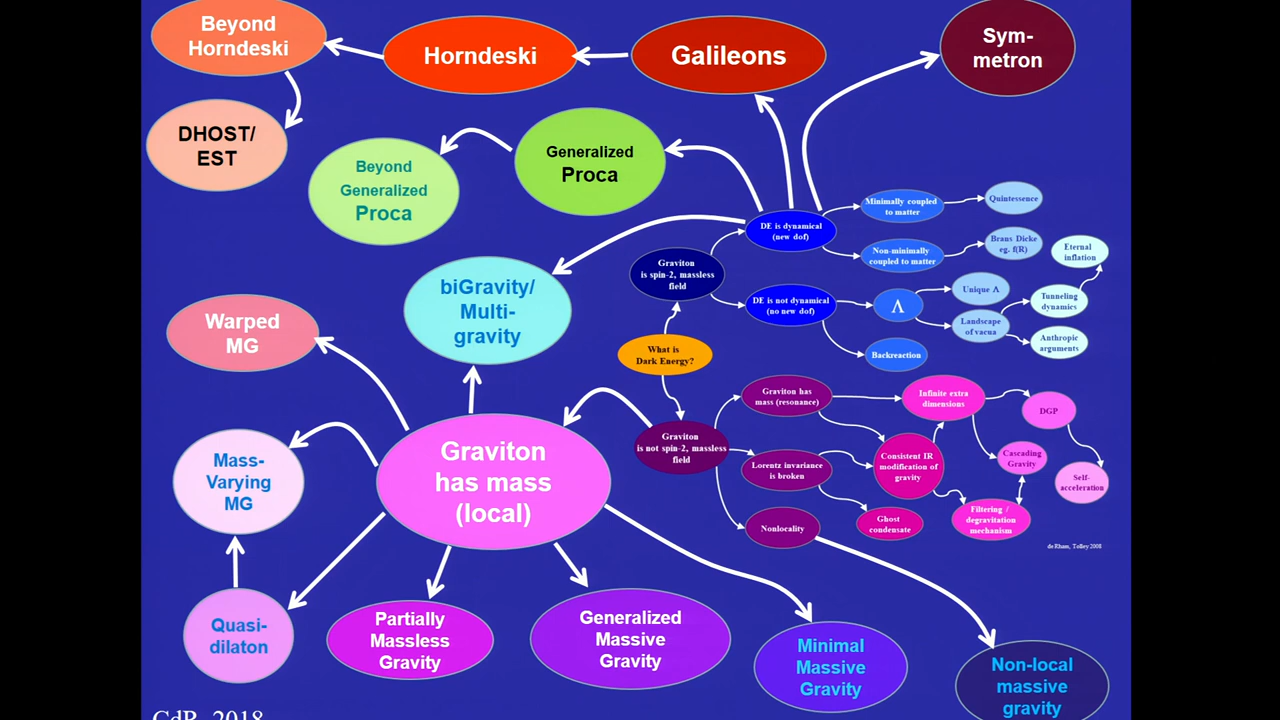 Beyond
Horndeski
Horndeski
Galileons
Sym-
metron
DHOST/
EST
Beyond
Generalized
Proca
Generalized
Proca
DE is dynamical
(new dof)
Minimally coupled
to matter
Quintessence
Non-minimally
coupled to matter
Brans Dicke
eg. f(R)
Eternal
inflation
Graviton
is spin-2, massless
field
DE is not dynamical
(no new dof)
Λ
Unique Λ
Landscape
of vacua
Tunneling
dynamics
Anthropic
arguments
Backreaction
biGravity/
Multi-
gravity
Warped
MG
What is
Dark Energy?
Graviton
is not spin-2, massless
field
Graviton has
mass (resonance)
Infinite extra
dimensions
DGP
Lorentz invariance
is broken
Consistent IR
modification of
gravity
Cascading
Gravity
Self-
acceleration
Nonlocality
Ghost
condensate
Filtering /
degravitation
mechanism
de Rham, Tolley 2008
Mass-
Varying
MG
Graviton
has mass
(local)
Quasi-
dilaton
Partially
Massless
Gravity
Generalized
Massive
Gravity
Minimal
Massive
Gravity
Non-local
massive
gravity
CdR, 2018